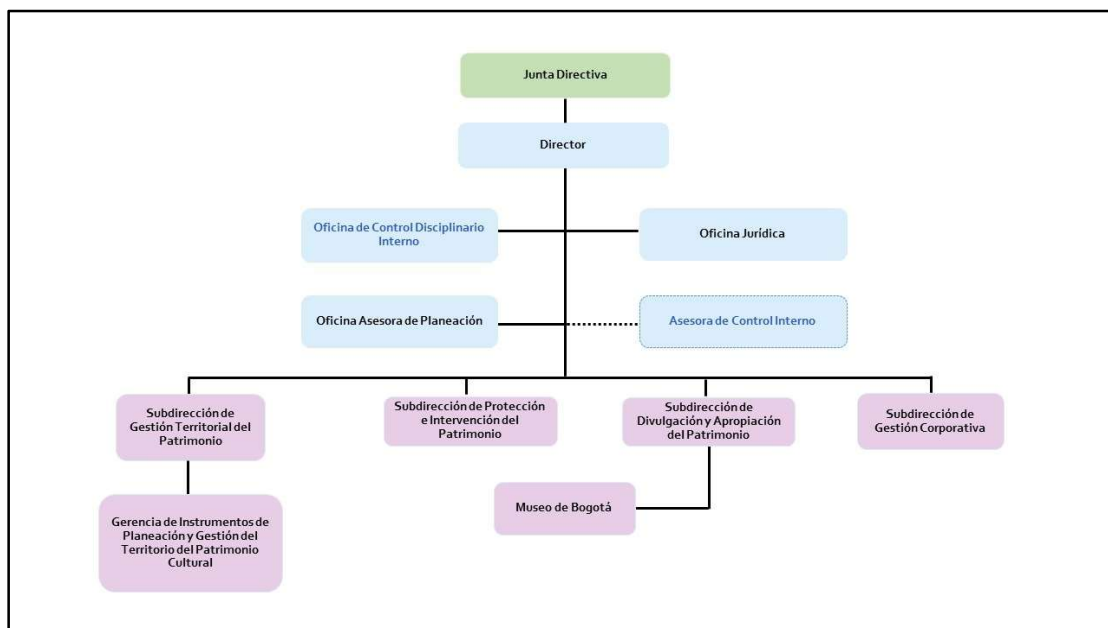 Junta Directiva
Director
Oficina de Control Disciplinario
Interno
Oficina Jurídica
Oficina Asesora de Planeación
Asesora de Control Interno
Subdirección de
Gestión Territorial del
Patrimonio
Subdirección de Protección
e Intervención del
Patrimonio
Subdirección de
Divulgación y Apropiación
del Patrimonio
Subdirección de
Gestión Corporativa
Gerencia de Instrumentos de
Planeación y Gestión del
Territorio del Patrimonio
Cultural
Museo de Bogotá